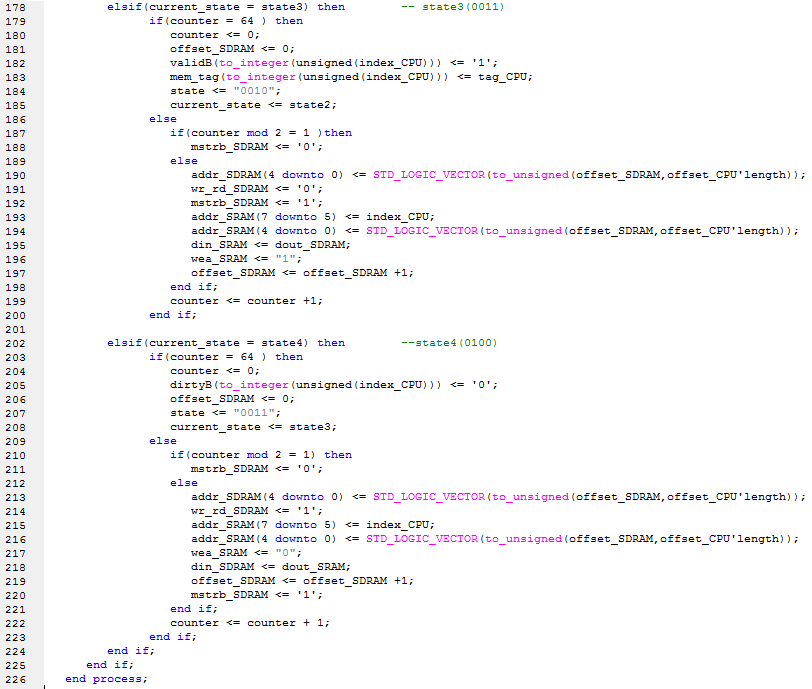 178 elsif(current_state = state3) then -- state3(0011)
179 if(counter = 64 ) then
180 counter <= 0;
181 offset_SDRAM <= 0;
182 validB(to_integer(unsigned(index_CPU))) <= '1';
183 mem_tag(to_integer(unsigned(index_CPU))) <= tag_CPU;
184 state <= "0010";
185 current_state <= state2;
186 else
187 if(counter mod 2 = 1 )then
188 mstrb_SDRAM <= '0';
189 else
190 addr_SDRAM(4 downto 0) <= STD_LOGIC_VECTOR(to_unsigned(offset_SDRAM,offset_CPU'length));
191 wr_rd_SDRAM <= '0';
192 mstrb_SDRAM <= '1';
193 addr_SRAM(7 downto 5) <= index_CPU;
194 addr_SRAM(4 downto 0) <= STD_LOGIC_VECTOR(to_unsigned(offset_SDRAM,offset_CPU'length));
195 din_SRAM <= dout_SDRAM;
196 wea_SRAM <= "1";
197 offset_SDRAM <= offset_SDRAM +1;
198 end if;
199 counter <= counter +1;
200 end if;
201
202 elsif(current_state = state4) then --state4(0100)
203 if(counter = 64 ) then
204 counter <= 0;
205 dirtyB(to_integer(unsigned(index_CPU))) <= '0';
206 offset_SDRAM <= 0;
207 state <= "0011";
208 current_state <= state3;
209 else
210 if(counter mod 2 = 1) then
211 mstrb_SDRAM <= '0';
212 else
213 addr_SDRAM(4 downto 0) <= STD_LOGIC_VECTOR(to_unsigned(offset_SDRAM,offset_CPU'length));
214 wr_rd_SDRAM <= '1';
215 addr_SRAM(7 downto 5) <= index_CPU;
216 addr_SRAM(4 downto 0) <= STD_LOGIC_VECTOR(to_unsigned(offset_SDRAM,offset_CPU'length));
217 wea_SRAM <= "0";
218 din_SDRAM <= dout_SRAM;
219 offset_SDRAM <= offset_SDRAM +1;
220 mstrb_SDRAM <= '1';
221 end if;
222 counter <= counter + 1;
223 end if;
224 end if;
225 end if;
226 end process;